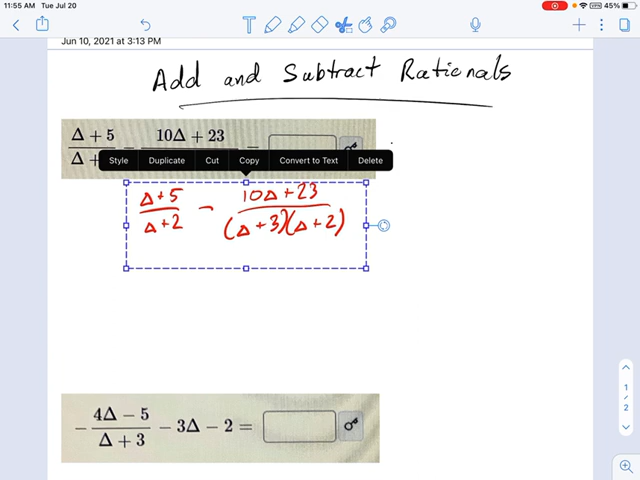 11:55 AM Tue Jul 20
45%
Jun 10, 2021 at 3:13 PM
Add and Subtract Rationals
Δ + 5 10Δ + 23
Δ + − =
Style Duplicate Cut Copy Convert to Text Delete
Δ+5 10Δ+23
−
Δ+2 (Δ+3)(Δ+2)
1
/
2
4Δ − 5
− − 3Δ − 2 =
Δ + 3